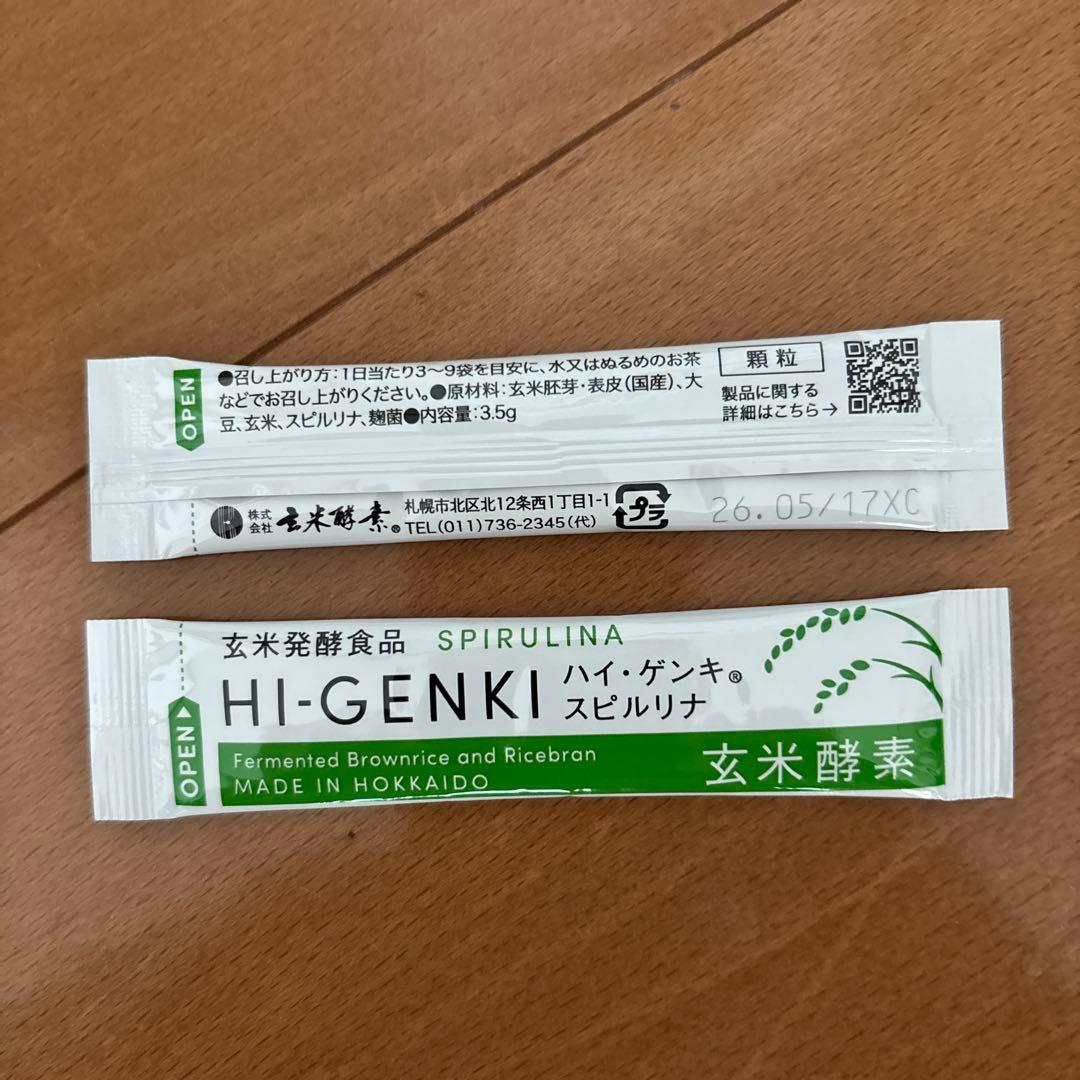 OPEN
●召し上がり方:1日当たり3〜9袋を目安に、水又はぬるめのお茶
などでお召し上がりください。●原材料:玄米胚芽・表皮(国産)、大
豆、玄米、スピルリナ、麹菌●内容量:3.5g
顆粒
製品に関する
詳細はこちら→
株式会社 玄米酵素®
札幌市北区北12条西1丁目1-1
TEL(011)736-2345(代)
プラ
26.05/17XC
OPEN
玄米発酵食品 SPIRULINA
HI-GENKI
ハイ・ゲンキ®
スピルリナ
Fermented Brownrice and Ricebran
MADE IN HOKKAIDO
玄米酵素